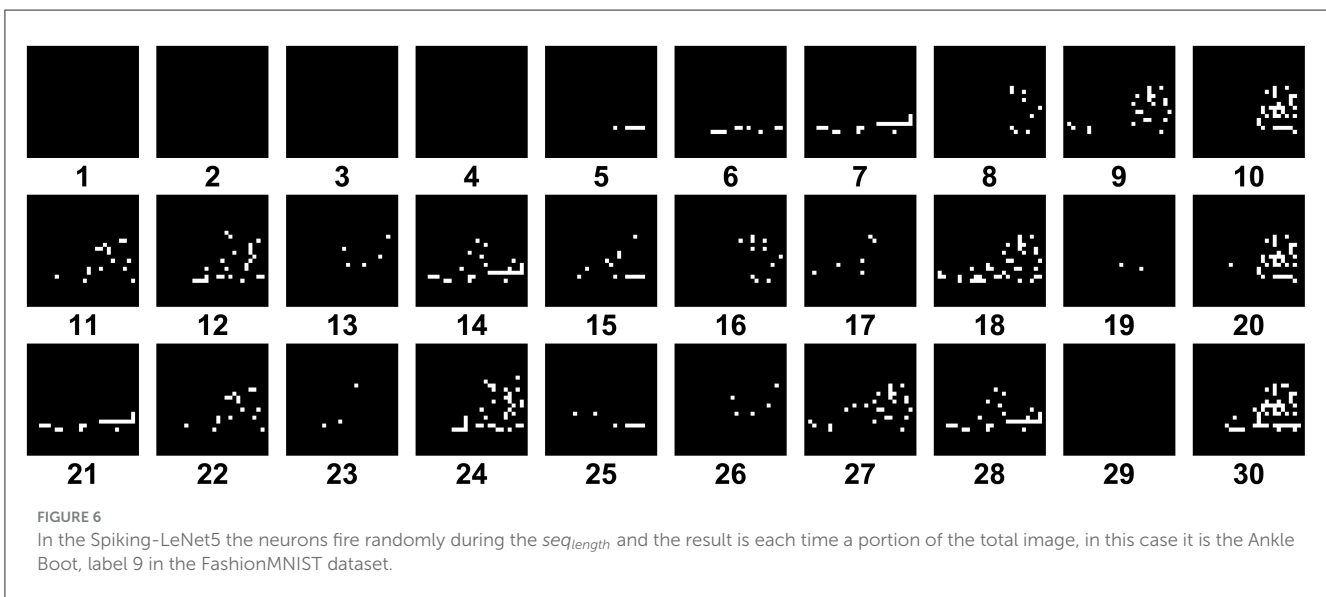 1 2 3 4 5 6 7 8 9 10
11 12 13 14 15 16 17 18 19 20
21 22 23 24 25 26 27 28 29 30
FIGURE 6
In the Spiking-LeNet5 the neurons fire randomly during the seq_length and the result is each time a portion of the total image, in this case it is the Ankle
Boot, label 9 in the FashionMNIST dataset.